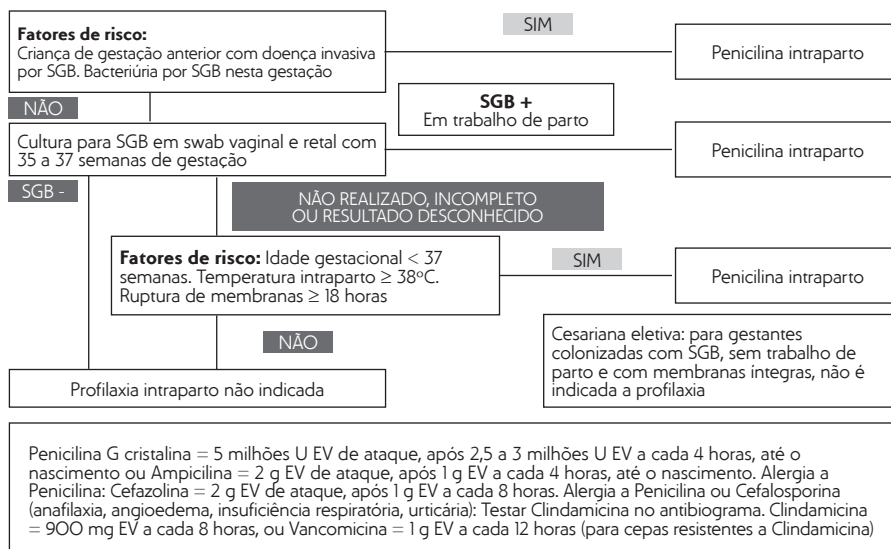 Fatores de risco:
Criança de gestação anterior com doença invasiva
por SGB. Bacteriúria por SGB nesta gestação
SIM
Penicilina intraparto
NÃO
SGB +
Em trabalho de parto
Cultura para SGB em swab vaginal e retal com
35 a 37 semanas de gestação
Penicilina intraparto
SGB -
NÃO REALIZADO, INCOMPLETO
OU RESULTADO DESCONHECIDO
Fatores de risco: Idade gestacional < 37
semanas. Temperatura intraparto ≥ 38ºC.
Ruptura de membranas ≥ 18 horas
SIM
Penicilina intraparto
NÃO
Cesariana eletiva: para gestantes
colonizadas com SGB, sem trabalho de
parto e com membranas íntegras, não é
indicada a profilaxia
Profilaxia intraparto não indicada
Penicilina G cristalina = 5 milhões U EV de ataque, após 2,5 a 3 milhões U EV a cada 4 horas, até o
nascimento ou Ampicilina = 2 g EV de ataque, após 1 g EV a cada 4 horas, até o nascimento. Alergia a
Penicilina: Cefazolina = 2 g EV de ataque, após 1 g EV a cada 8 horas. Alergia a Penicilina ou Cefalosporina
(anafilaxia, angioedema, insuficiência respiratória, urticária): Testar Clindamicina no antibiograma. Clindamicina
= 900 mg EV a cada 8 horas, ou Vancomicina = 1 g EV a cada 12 horas (para cepas resistentes a Clindamicina)